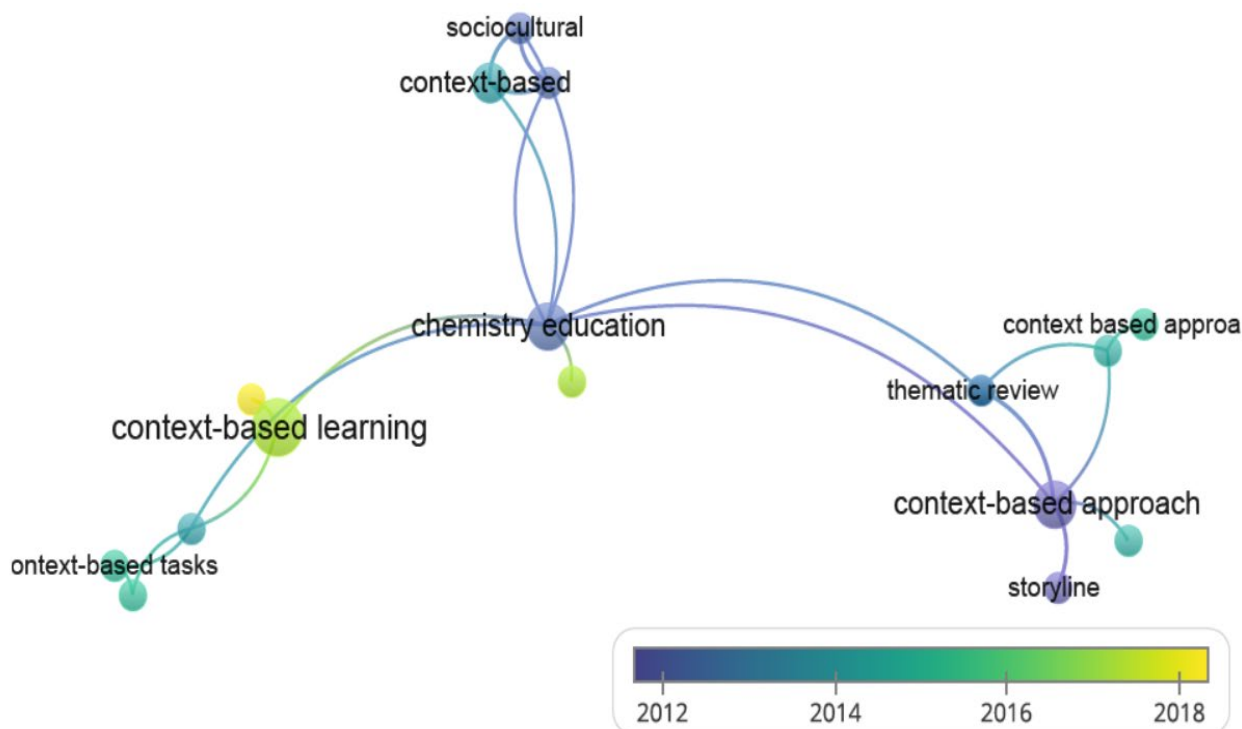 sociocultural
context-based
chemistry education
context based approa
thematic review
context-based learning
context-based approach
ontext-based tasks
storyline
2012 2014 2016 2018